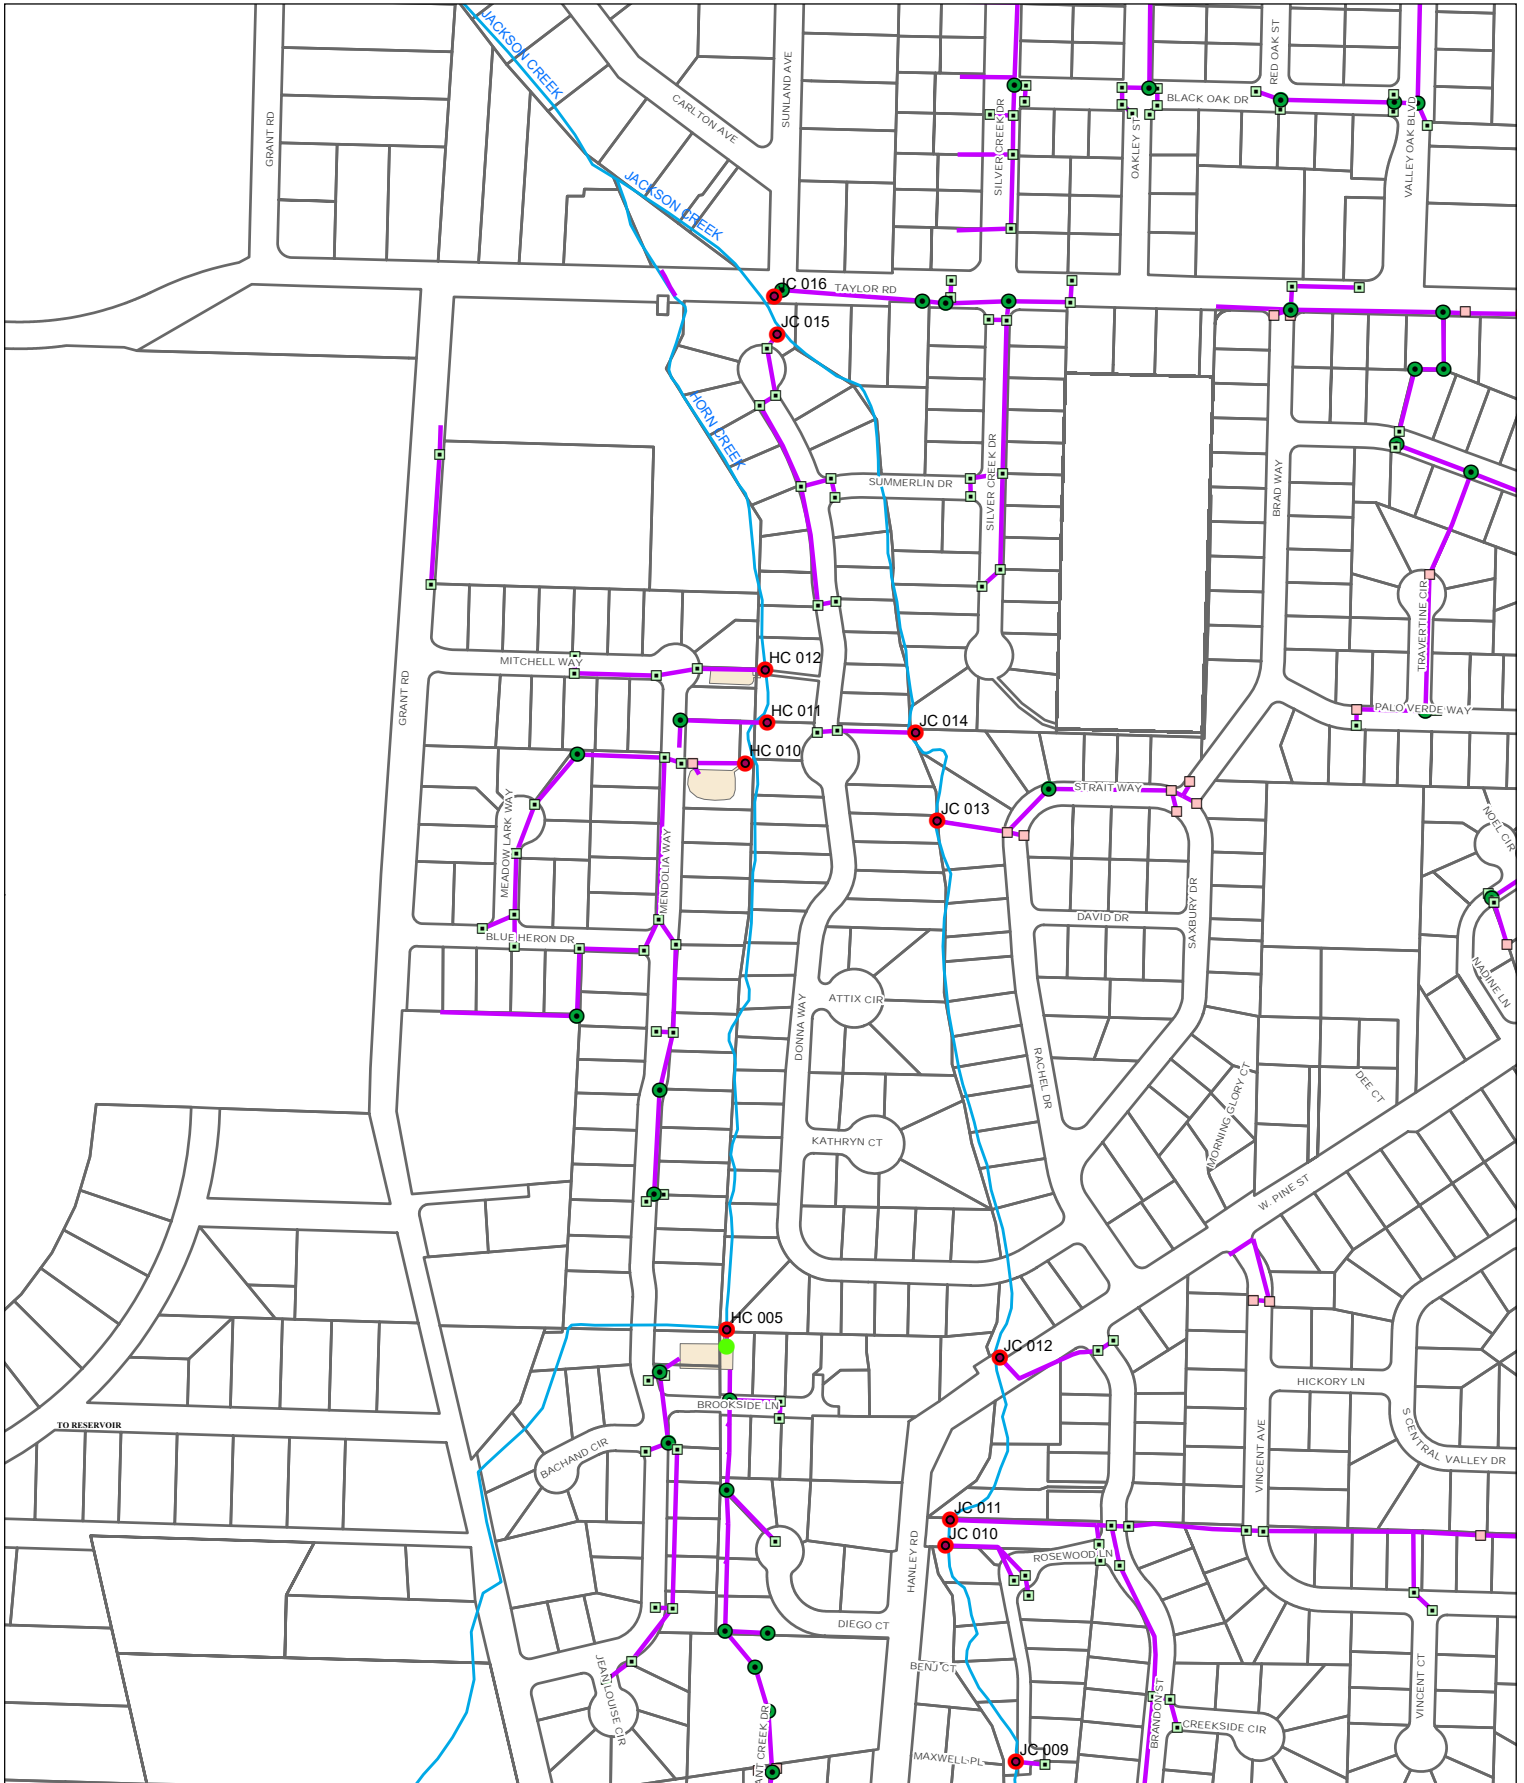 JACKSON CREEK
GRANT RD
CARLTON AVE
SUNLAND AVE
RED OAK ST
BLACK OAK DR
SILVER CREEK DR
OAKLEY ST
VALLEY OAK BLVD
JACKSON CREEK
JC 016
TAYLOR RD
JC 015
HORN CREEK
SUMMERLIN DR
SILVER CREEK DR
BRAD WAY
TRAVERTINE CIR
MITCHELL WAY
HC 012
GRANT RD
HC 011
JC 014
PALO VERDE WAY
HC 010
STRAIT WAY
JC 013
NOEL CIR
MEADOW LARK WAY
MENDOLIA WAY
DAVID DR
SAXBURY DR
BLUE HERON DR
NADINE LN
ATTIX CIR
DONNA WAY
RACHEL DR
DEE CT
MORNING GLORY CT
KATHRYN CT
W. PINE ST
HC 005
JC 012
HICKORY LN
BROOKSIDE LN
TO RESERVOIR
BACHAND CIR
VINCENT AVE
S CENTRAL VALLEY DR
JC 011
JC 010
HANLEY RD
ROSEWOOD LN
DIEGO CT
BENJ CT
JEAN LOUISE CIR
VINCENT CT
BRANDON ST
CREEKSIDE CIR
ANT CREEK DR
MAXWELL PL
JC 009